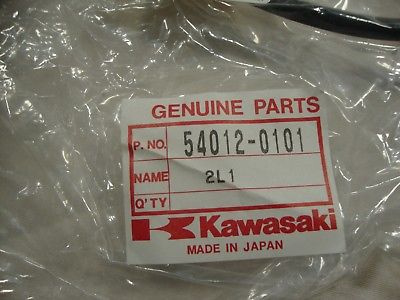 GENUINE PARTS
P. NO. 54012-0101
NAME 2L1
Q'TY
Kawasaki
MADE IN JAPAN